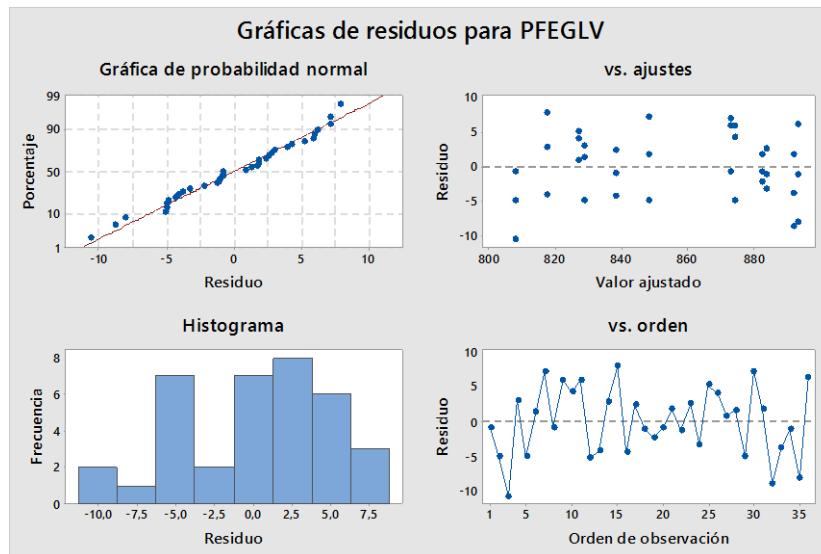 Gráficas de residuos para PFEGLV
Gráfica de probabilidad normal
99
90
50
10
1
Porcentaje
-10 -5 0 5 10
Residuo
vs. ajustes
10
5
0
-5
-10
Residuo
800 820 840 860 880
Valor ajustado
Histograma
8
6
4
2
0
Frecuencia
-10,0 -7,5 -5,0 -2,5 0,0 2,5 5,0 7,5
Residuo
vs. orden
10
5
0
-5
-10
Residuo
1 5 10 15 20 25 30 35
Orden de observación